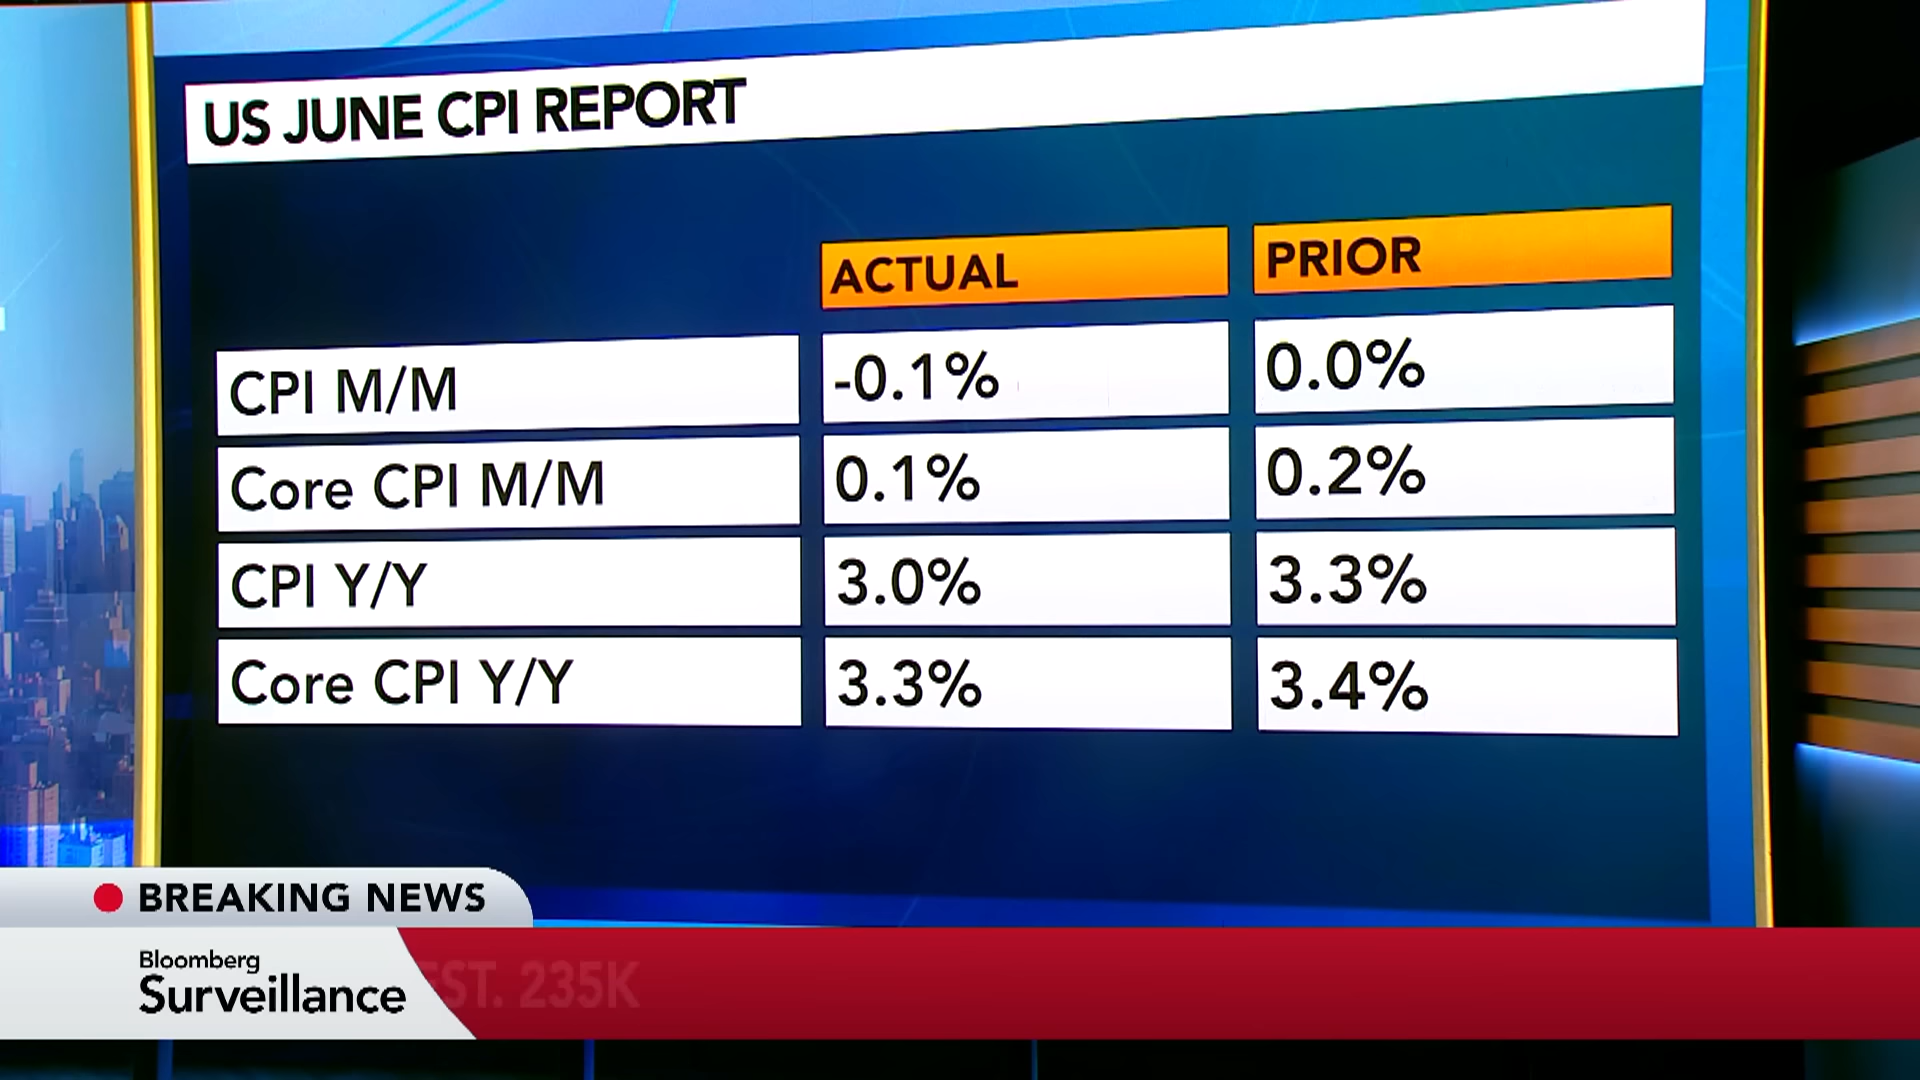 US JUNE CPI REPORT
ACTUAL PRIOR
CPI M/M -0.1% 0.0%
Core CPI M/M 0.1% 0.2%
CPI Y/Y 3.0% 3.3%
Core CPI Y/Y 3.3% 3.4%
BREAKING NEWS
Bloomberg
Surveillance
EST. 235K